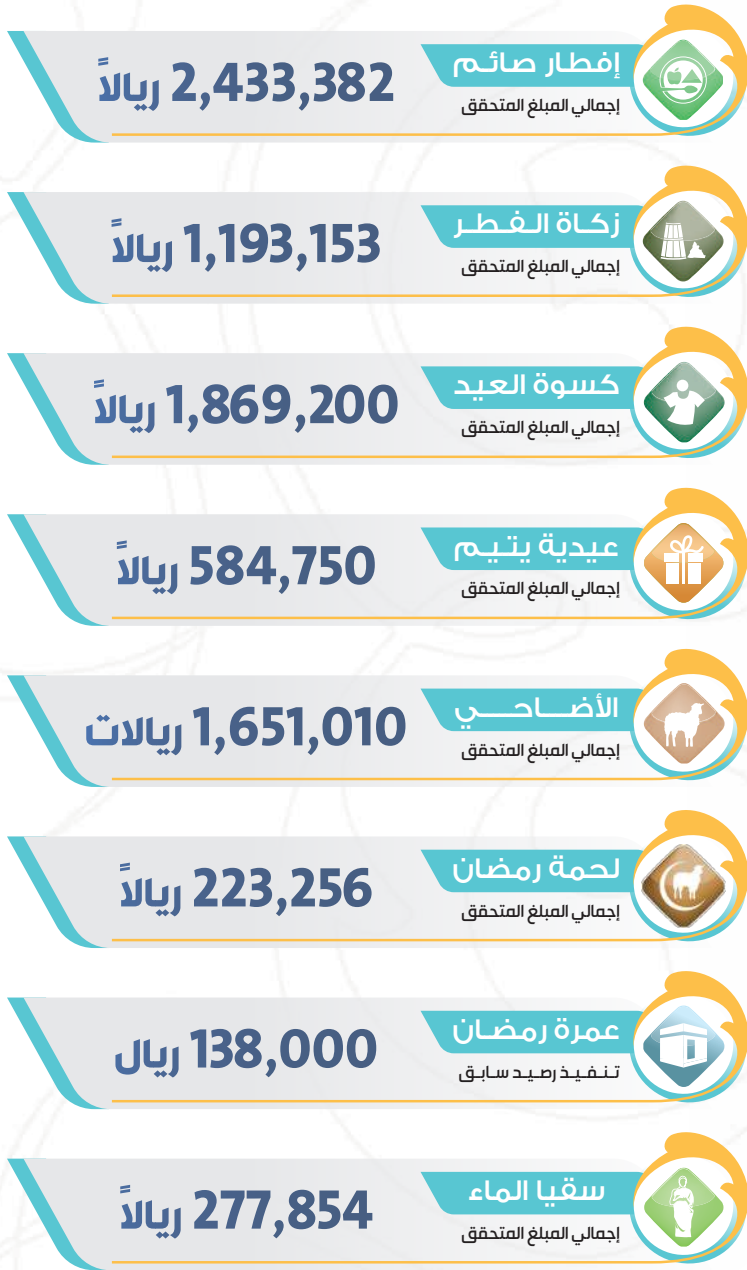 إفطار صائم
إجمالي المبلغ المتحقق
2,433,382 ريالاً
زكاة الفطر
إجمالي المبلغ المتحقق
1,193,153 ريالاً
كسوة العيد
إجمالي المبلغ المتحقق
1,869,200 ريالاً
عيدية يتيم
إجمالي المبلغ المتحقق
584,750 ريالاً
الأضاحي
إجمالي المبلغ المتحقق
1,651,010 ريالات
لحمة رمضان
إجمالي المبلغ المتحقق
223,256 ريالاً
عمرة رمضان
تنفيذ رصيد سابق
138,000 ريال
سقيا الماء
إجمالي المبلغ المتحقق
277,854 ريالاً